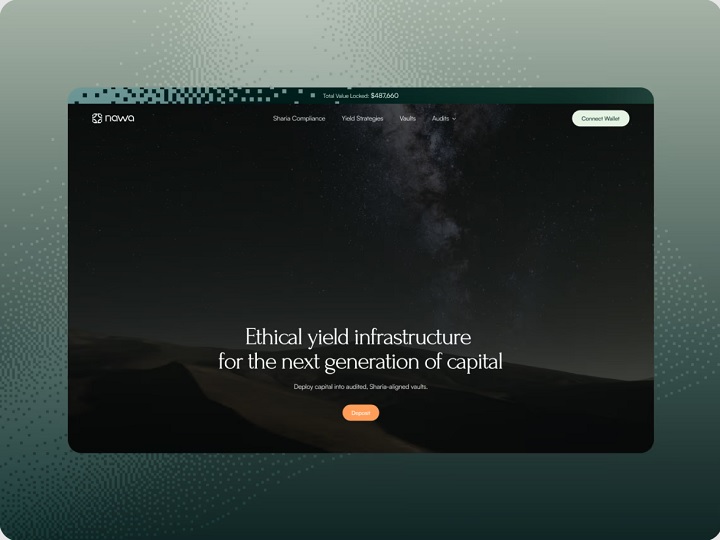 Total Value Locked: $487,660
nawa
Sharia Compliance
Yield Strategies
Vaults
Audits
Connect Wallet
Ethical yield infrastructure
for the next generation of capital
Deploy capital into audited, Sharia-aligned vaults.
Deposit